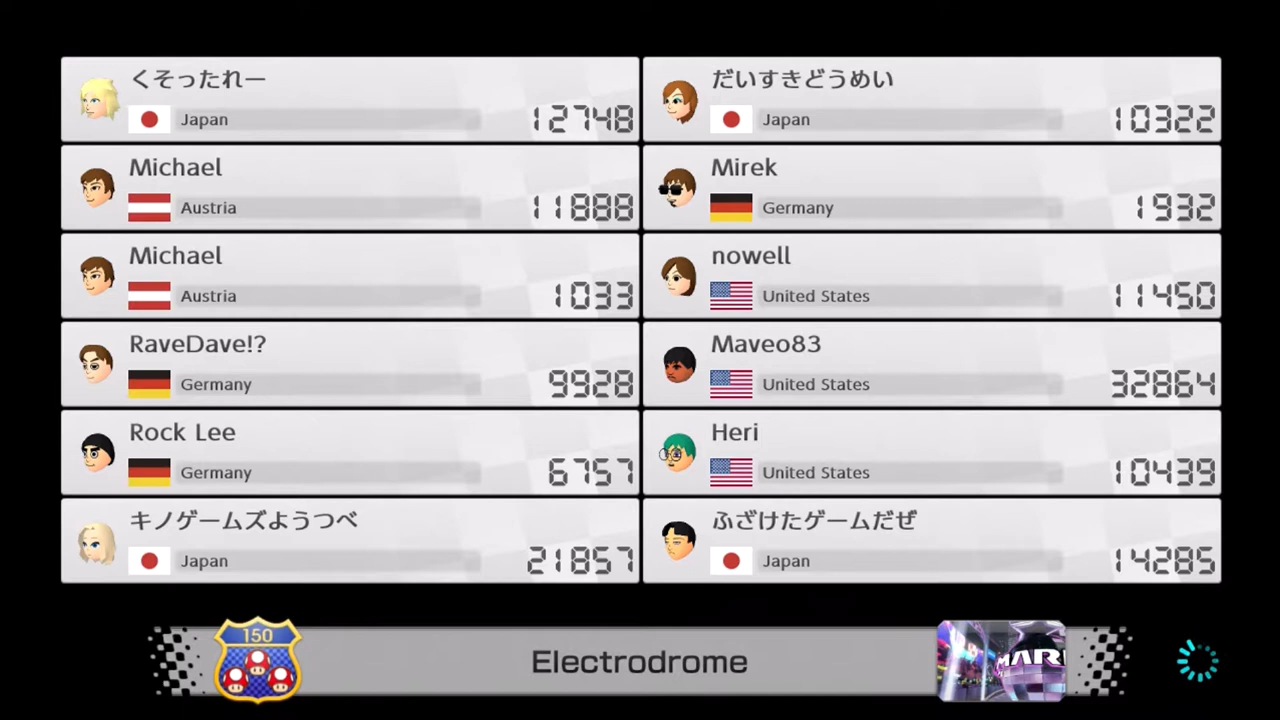 くそったれー
Japan
12748
だいすきどうめい
Japan
10322
Michael
Austria
11888
Mirek
Germany
1932
Michael
Austria
1033
nowell
United States
11450
RaveDave!?
Germany
9928
Maveo83
United States
32864
Rock Lee
Germany
6757
Heri
United States
10439
キノゲームズようつべ
Japan
21857
ふざけたゲームだぜ
Japan
14285
150
Electrodrome
MARI